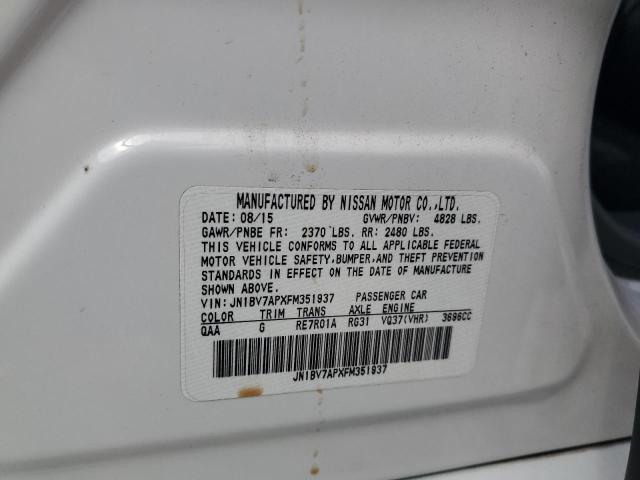 MANUFACTURED BY NISSAN MOTOR CO.,LTD.
DATE: 08/15 GVWR/PNBV: 4828 LBS.
GAWR/PNBE FR: 2370 LBS. RR: 2480 LBS.
THIS VEHICLE CONFORMS TO ALL APPLICABLE FEDERAL
MOTOR VEHICLE SAFETY,BUMPER,AND THEFT PREVENTION
STANDARDS IN EFFECT ON THE DATE OF MANUFACTURE
SHOWN ABOVE.
VIN: JN1BV7APXFM351937 PASSENGER CAR
COLOR TRIM TRANS AXLE ENGINE
QAA G RE7R01A RG31 VQ37(VHR) 3696CC
JN1BV7APXFM351937